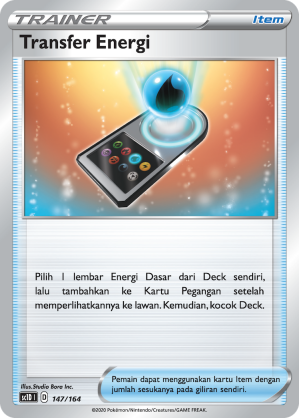 TRAINER
Item
Transfer Energi
Pilih 1 lembar Energi Dasar dari Deck sendiri,
lalu tambahkan ke Kartu Pegangan setelah
memperlihatkannya ke lawan. Kemudian, kocok Deck.
Illus. Studio Bora Inc.
sc1D I D 147/164
Pemain dapat menggunakan kartu Item dengan
jumlah sesukanya pada giliran sendiri.
©2020 Pokémon/Nintendo/Creatures/GAME FREAK.